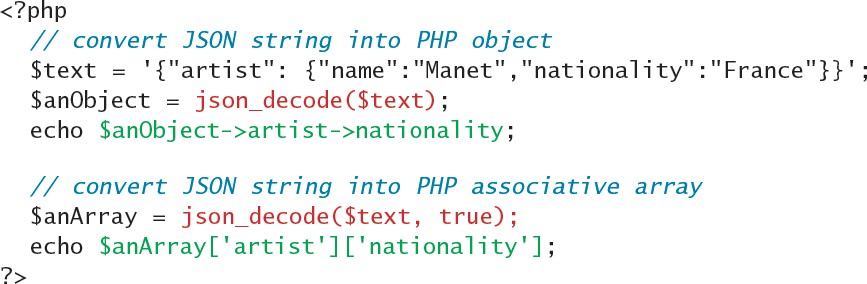 <?php
// convert JSON string into PHP object
$text = '{"artist": {"name":"Manet","nationality":"France"}}';
$anObject = json_decode($text);
echo $anObject->artist->nationality;
// convert JSON string into PHP associative array
$anArray = json_decode($text, true);
echo $anArray['artist']['nationality'];
?>